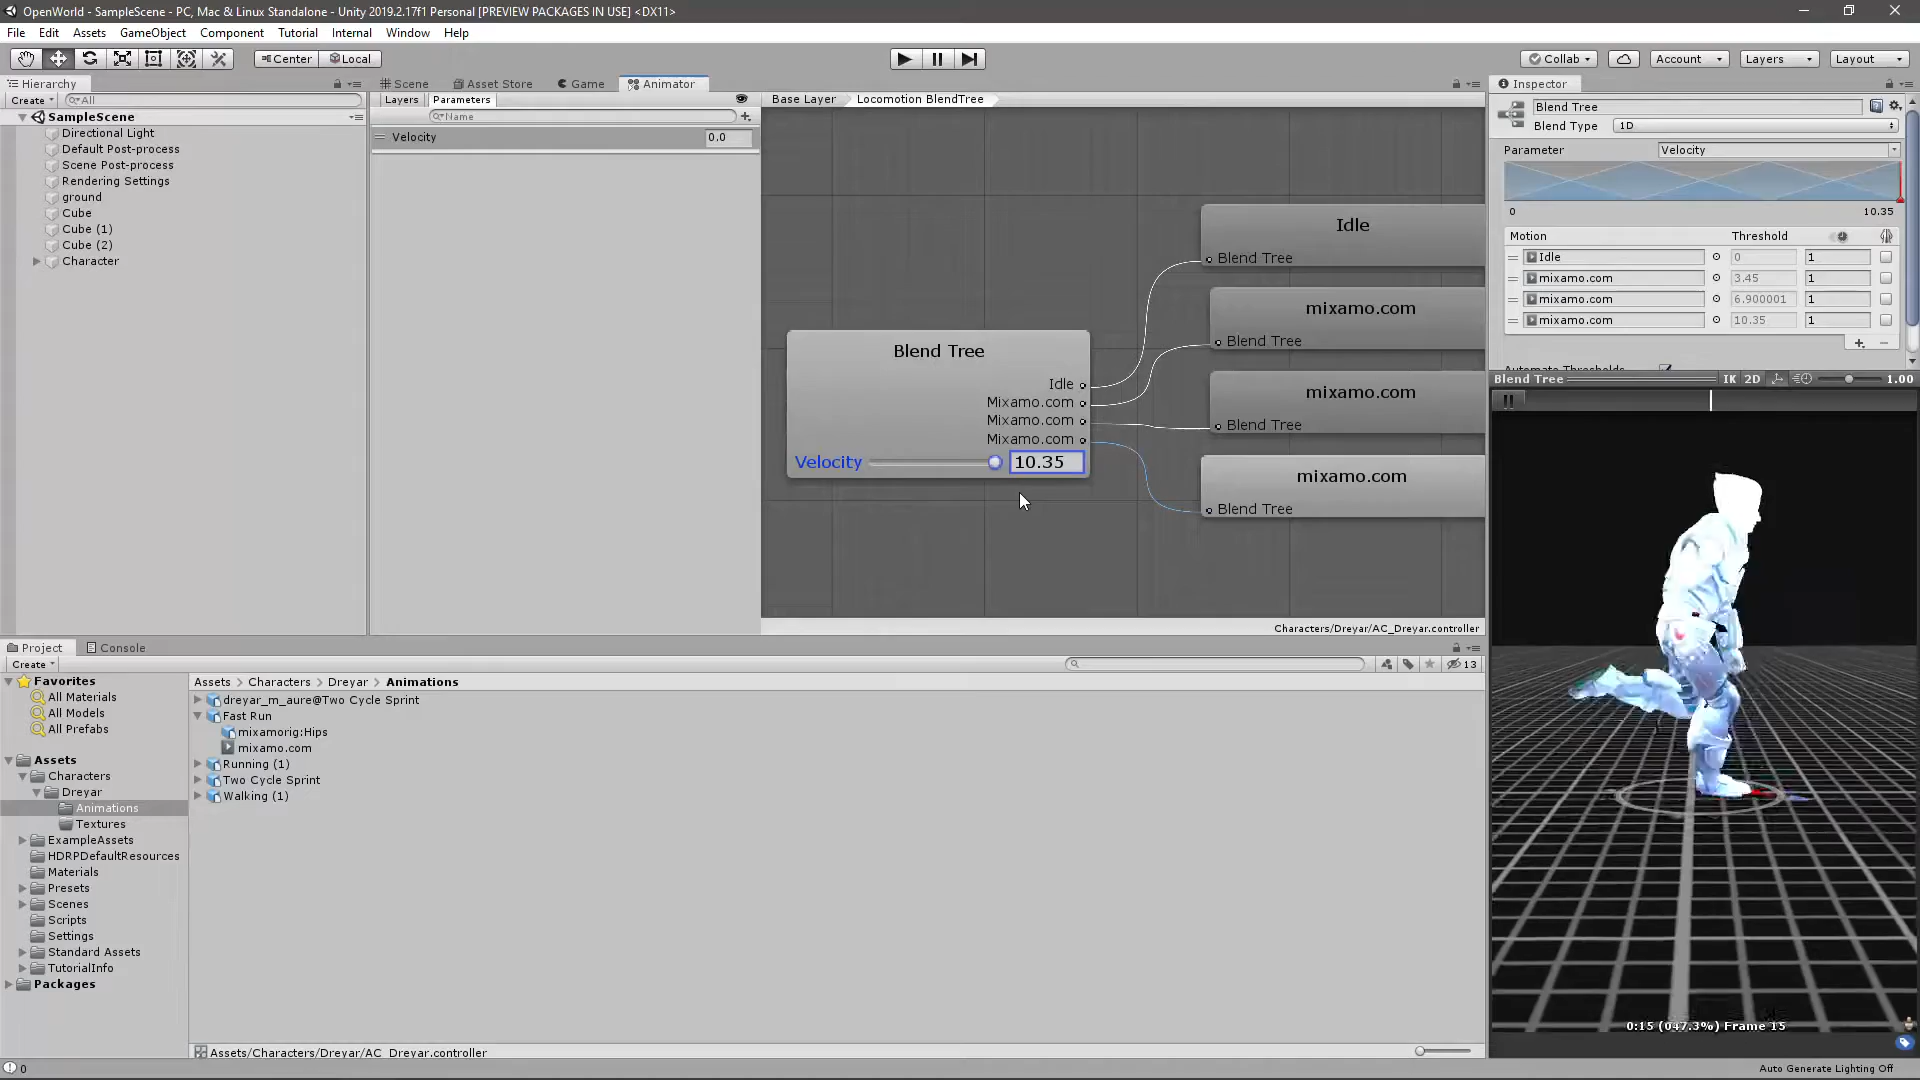 OpenWorld - SampleScene - PC, Mac & Linux Standalone - Unity 2019.2.17f1 Personal [PREVIEW PACKAGES IN USE] <DX11>
File Edit Assets GameObject Component Tutorial Internal Window Help
Center Local Collab Account Layers Layout
Hierarchy
Create All
SampleScene
Directional Light
Default Post-process
Scene Post-process
Rendering Settings
ground
Cube
Cube (1)
Cube (2)
Character
Scene Asset Store Game Animator
Layers Parameters
Name
Velocity 0.0
Base Layer Locomotion BlendTree
Blend Tree
Idle
Mixamo.com
Mixamo.com
Mixamo.com
Velocity 10.35
Idle
Blend Tree
mixamo.com
Blend Tree
mixamo.com
Blend Tree
mixamo.com
Blend Tree
Characters/Dreyar/AC_Dreyar.controller
Inspector
Blend Tree
Blend Type 1D
Parameter Velocity
0 10.35
Motion Threshold
Idle 0 1
mixamo.com 3.45 1
mixamo.com 6.900001 1
mixamo.com 10.35 1
Automate Thresholds
Blend Tree IK 2D 1.00
0:15 (047.3%) Frame 15
Project Console
Create 13
Favorites
All Materials
All Models
All Prefabs
Assets
Characters
Dreyar
Animations
Textures
ExampleAssets
HDRPDefaultResources
Materials
Presets
Scenes
Scripts
Settings
Standard Assets
TutorialInfo
Packages
Assets > Characters > Dreyar > Animations
dreyar_m_aure@Two Cycle Sprint
Fast Run
mixamorig:Hips
mixamo.com
Running (1)
Two Cycle Sprint
Walking (1)
Assets/Characters/Dreyar/AC_Dreyar.controller
0
Auto Generate Lighting Off